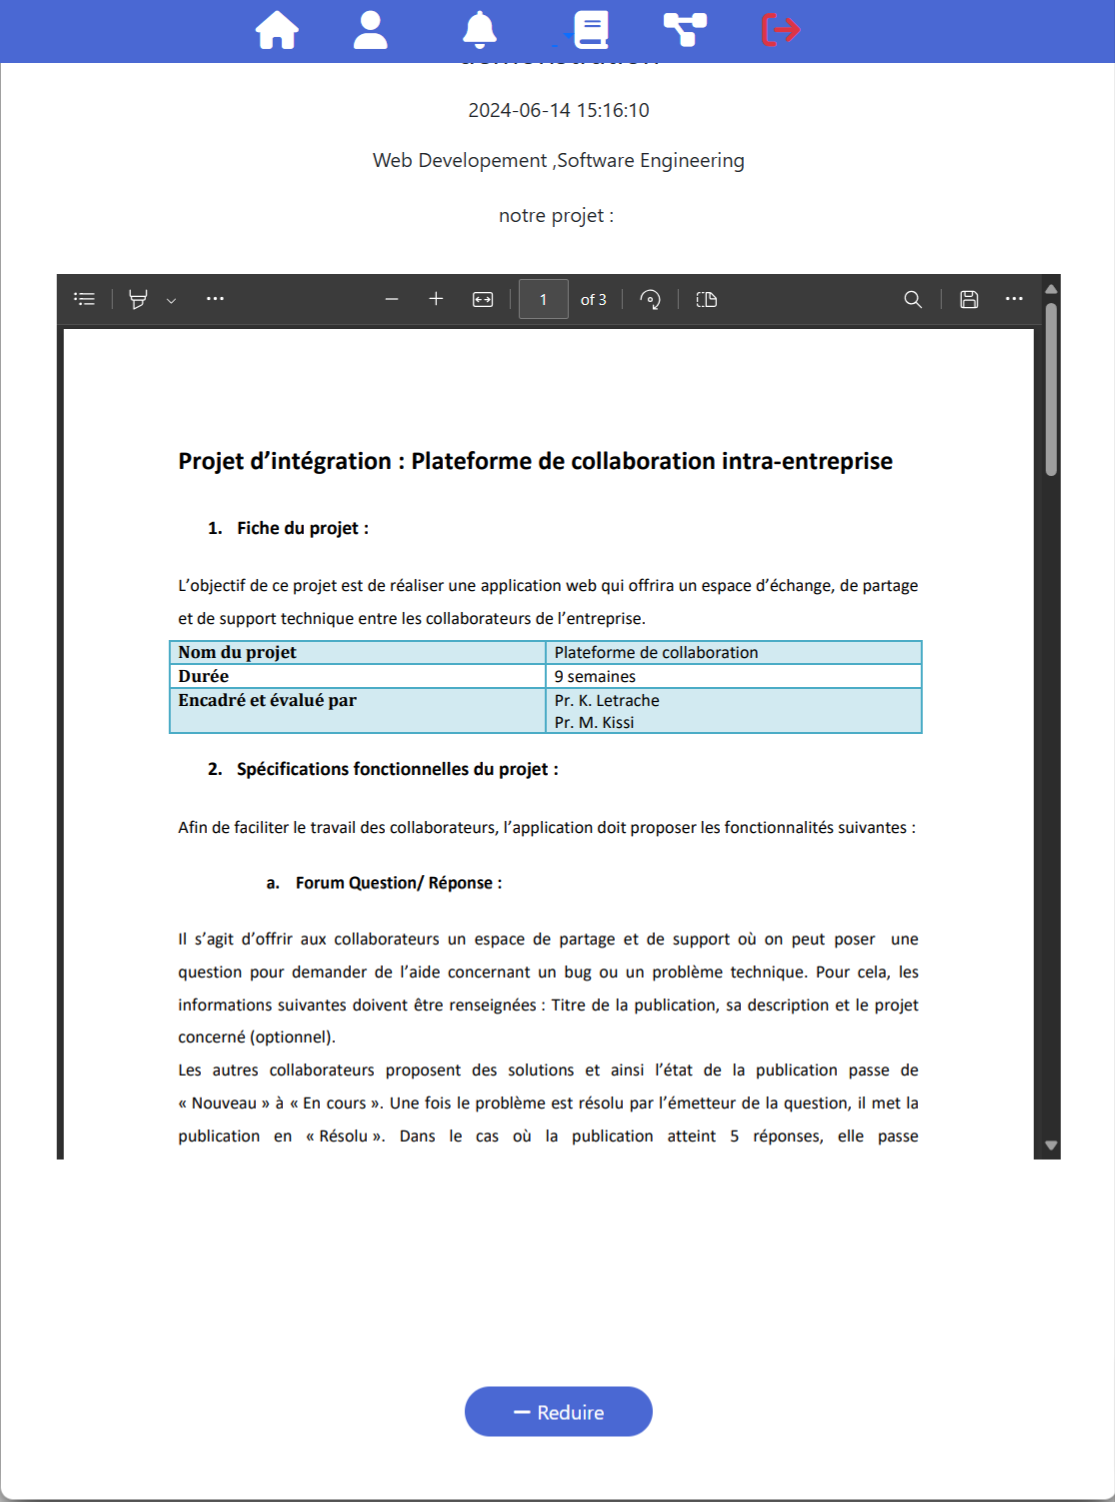 2024-06-14 15:16:10
Web Developement ,Software Engineering
notre projet :
1 of 3
Projet d’intégration : Plateforme de collaboration intra-entreprise
1. Fiche du projet :
L’objectif de ce projet est de réaliser une application web qui offrira un espace d’échange, de partage
et de support technique entre les collaborateurs de l’entreprise.
Nom du projet Plateforme de collaboration
Durée 9 semaines
Encadré et évalué par Pr. K. Letrache
Pr. M. Kissi
2. Spécifications fonctionnelles du projet :
Afin de faciliter le travail des collaborateurs, l’application doit proposer les fonctionnalités suivantes :
a. Forum Question/ Réponse :
Il s’agit d’offrir aux collaborateurs un espace de partage et de support où on peut poser une
question pour demander de l’aide concernant un bug ou un problème technique. Pour cela, les
informations suivantes doivent être renseignées : Titre de la publication, sa description et le projet
concerné (optionnel).
Les autres collaborateurs proposent des solutions et ainsi l’état de la publication passe de
« Nouveau » à « En cours ». Une fois le problème est résolu par l’émetteur de la question, il met la
publication en « Résolu ». Dans le cas où la publication atteint 5 réponses, elle passe
Reduire